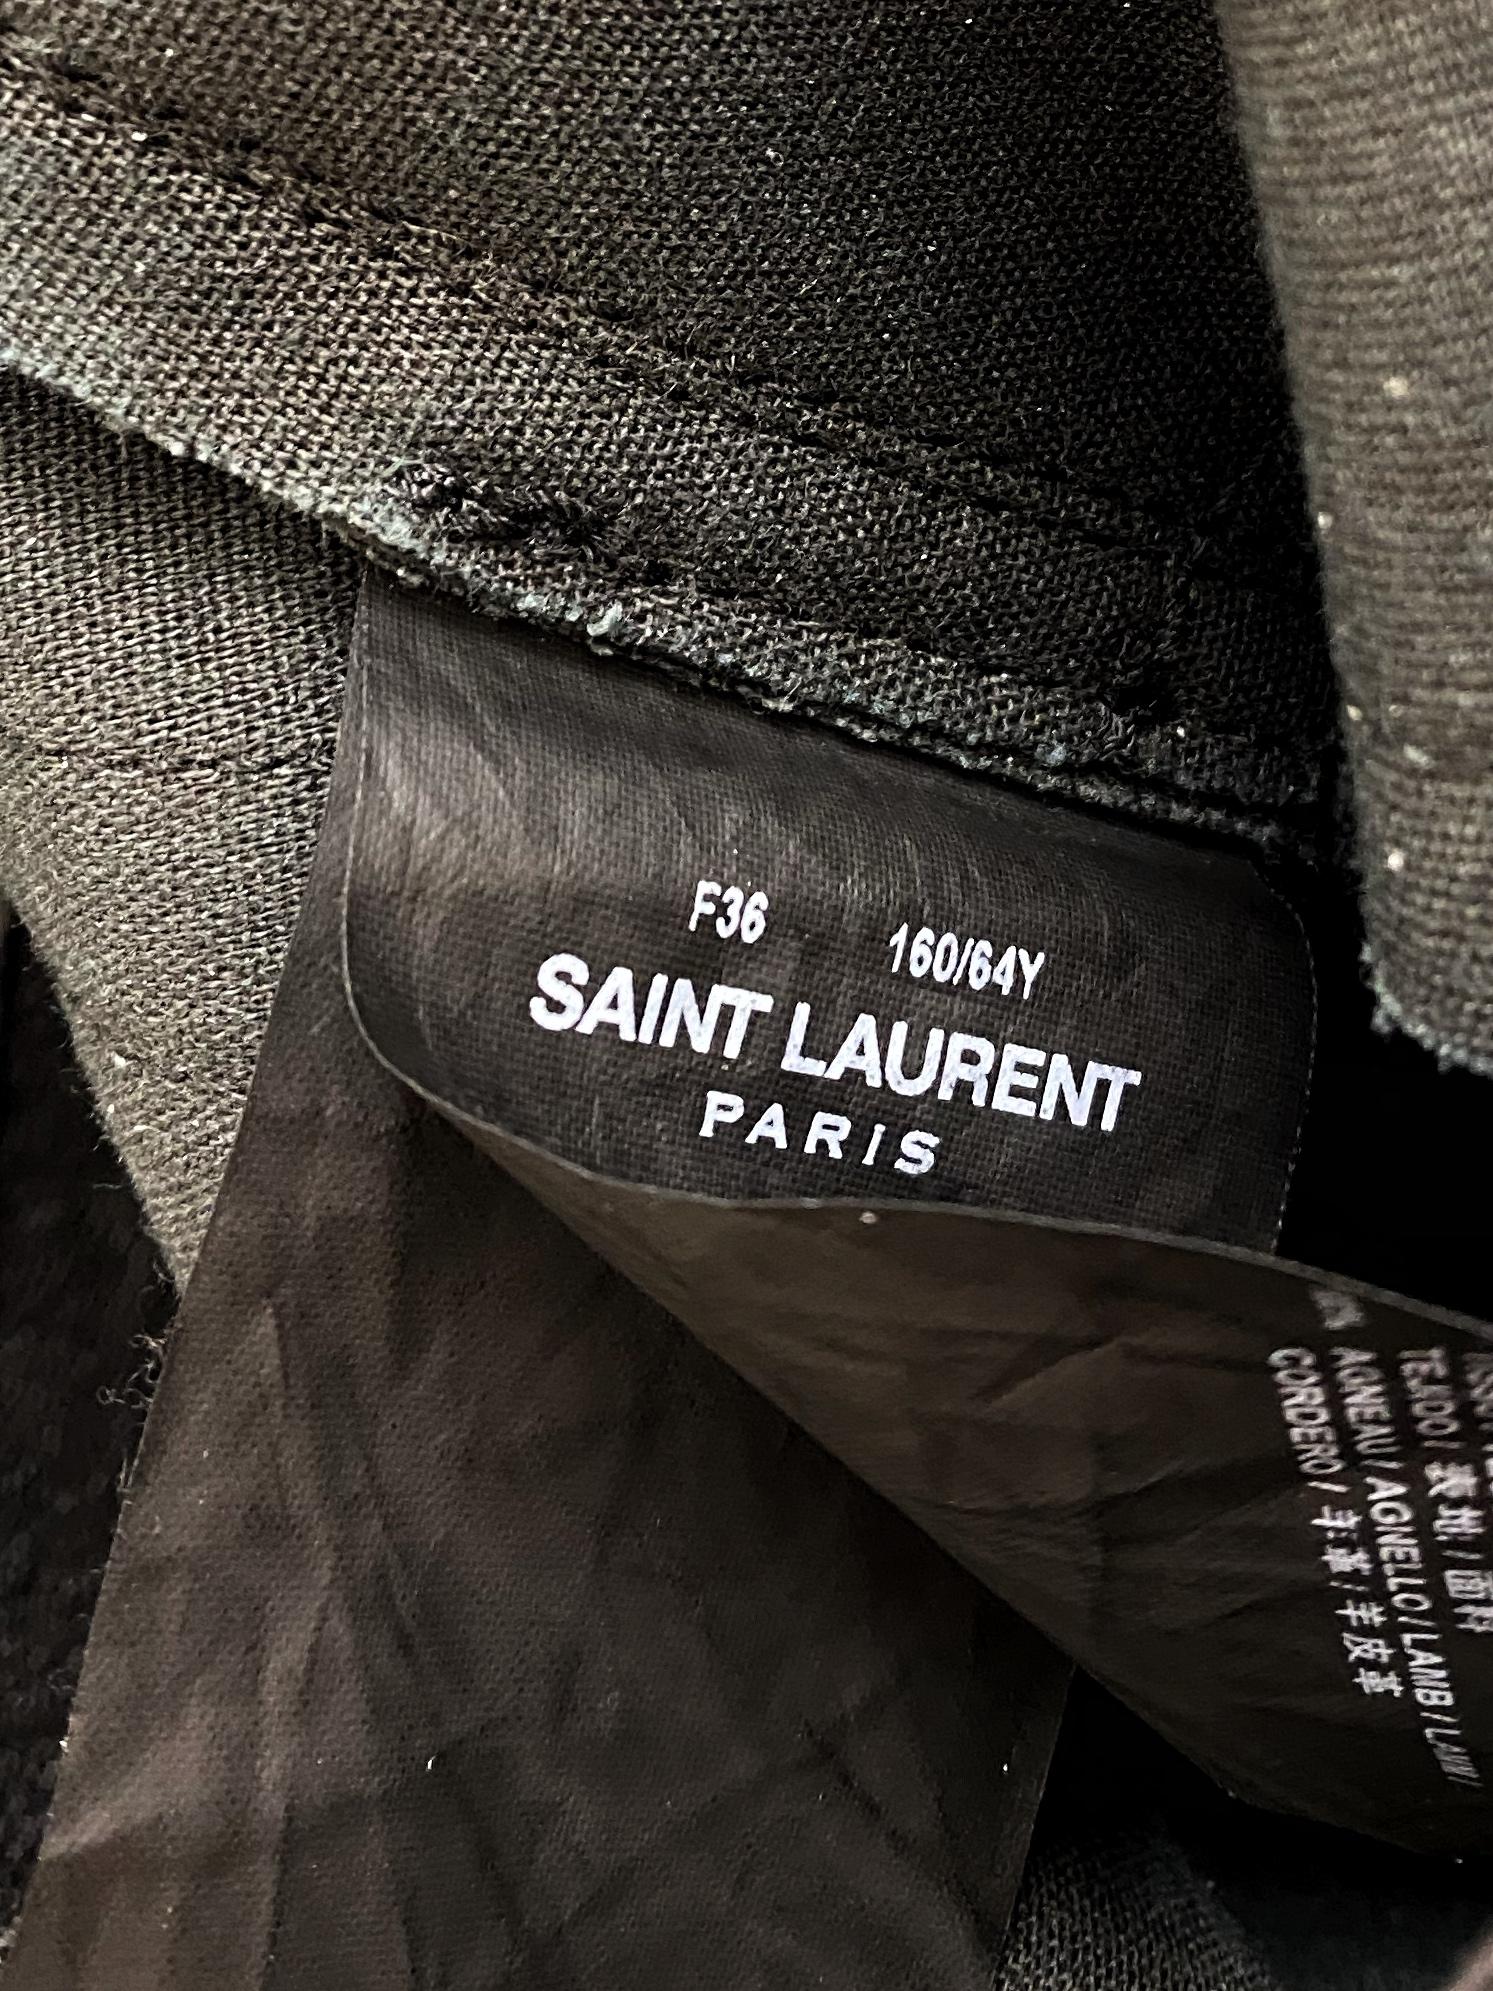 F36 160/64Y
SAINT LAURENT
PARIS
TEJIDO / 表地 / 面料
AGNEAU / AGNELLO / LAMB /
CORDERO / 羊革 / 羊皮革